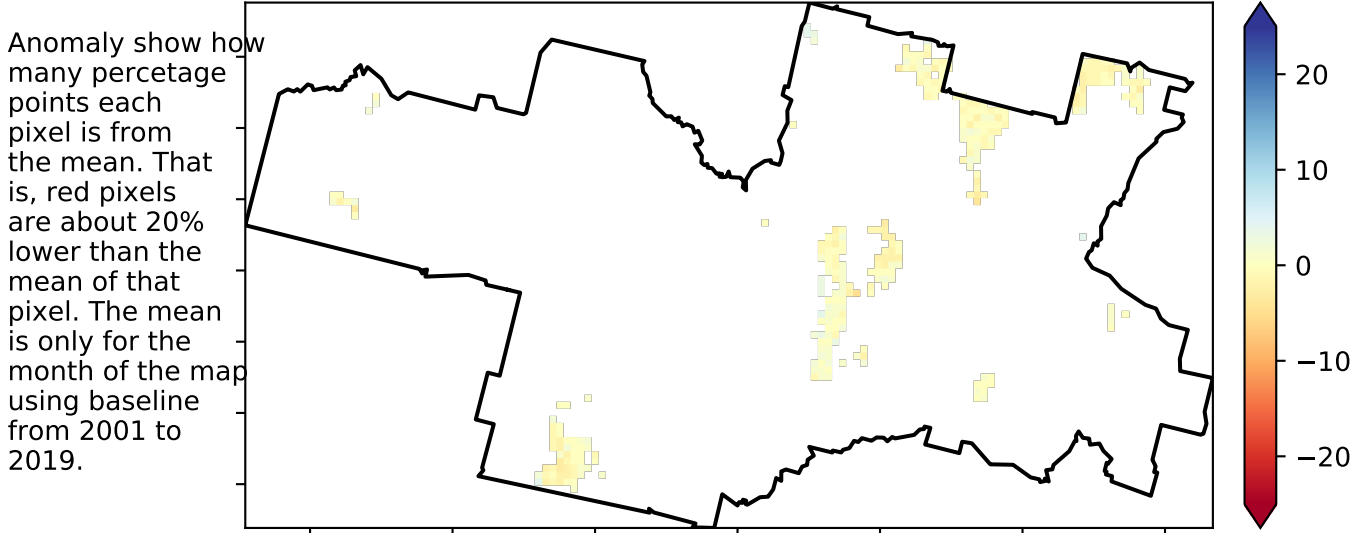 Anomaly show how
many percetage
points each
pixel is from
the mean. That
is, red pixels
are about 20%
lower than the
mean of that
pixel. The mean
is only for the
month of the map
using baseline
from 2001 to
2019.
20
10
0
−10
−20